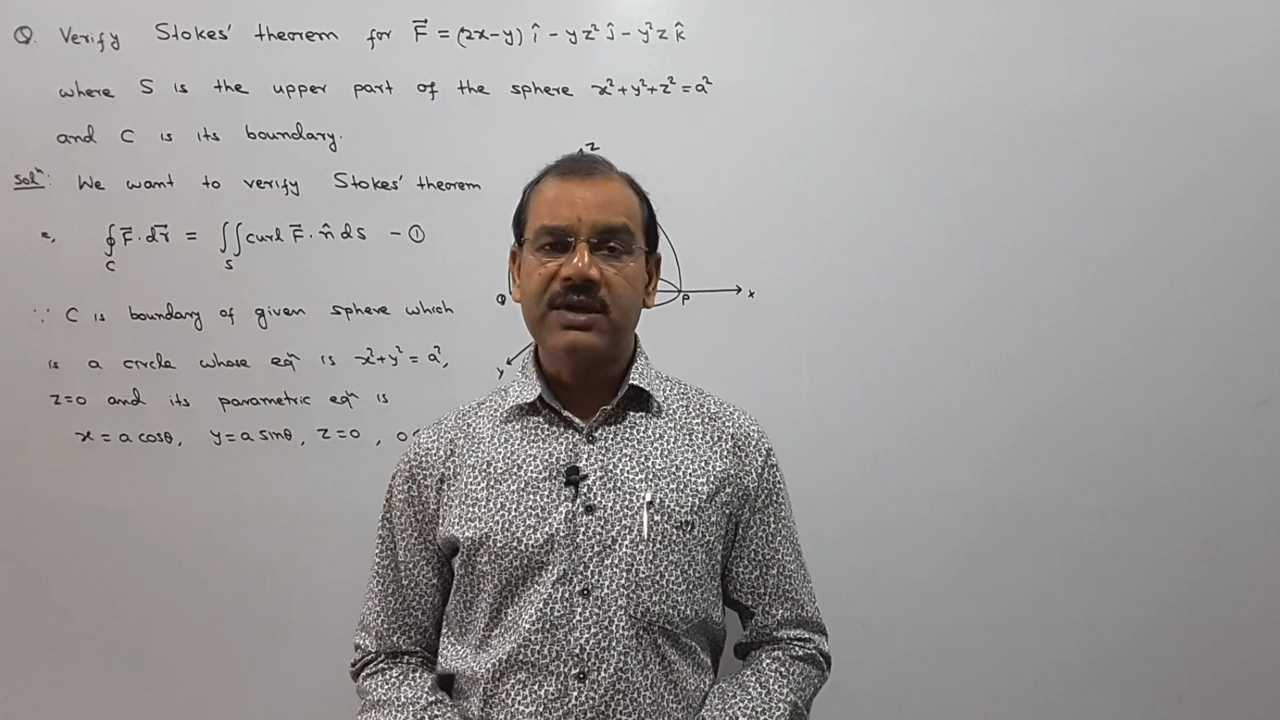 Q. Verify Stokes' theorem for F⃗ = (2x-y) î - yz² ĵ - y²z k̂
where S is the upper part of the sphere x²+y²+z² = a²
and C is its boundary.
Z
Solⁿ: We want to verify Stokes' theorem
∮ F⃗·dr⃗ = ∬ curl F⃗·n̂ ds - ①
C S
∵ C is boundary of given sphere which
P x
is a circle whose eqⁿ is x²+y² = a²,
y
z=0 and its parametric eqⁿ is
x = a cosθ, y = a sinθ, z=0, 0